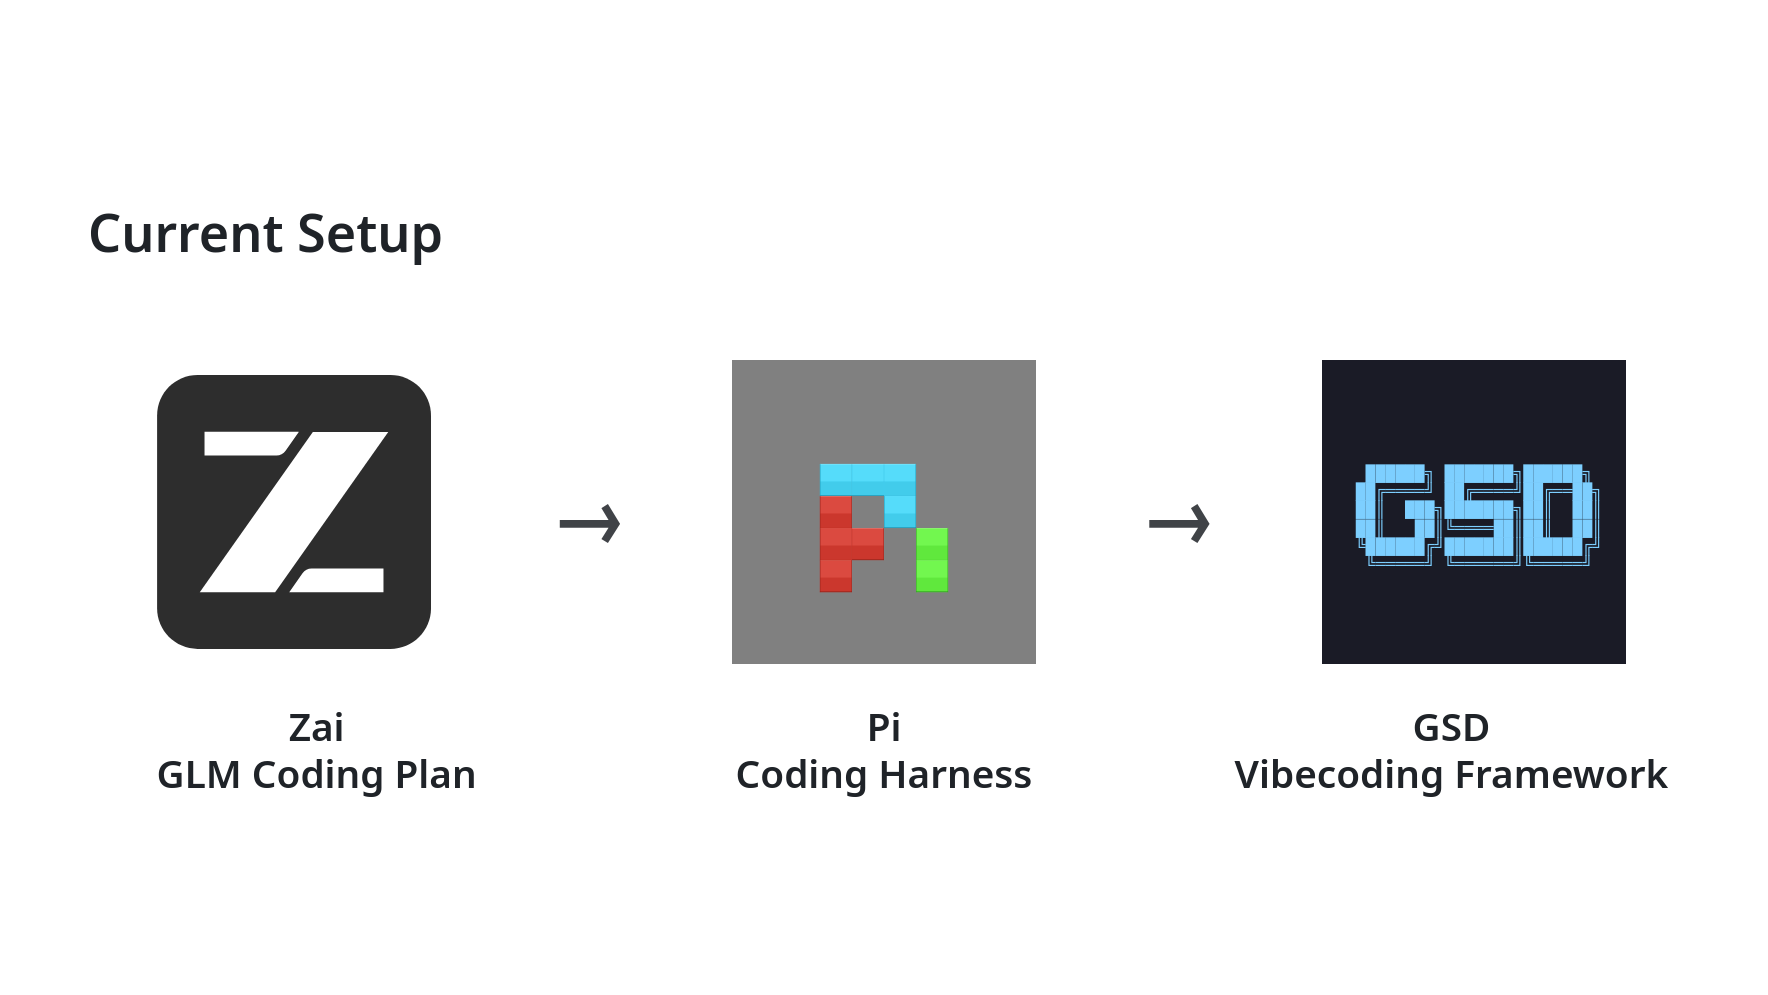 Current Setup
Zai
GLM Coding Plan
Pi
Coding Harness
GSD
GSD
Vibecoding Framework